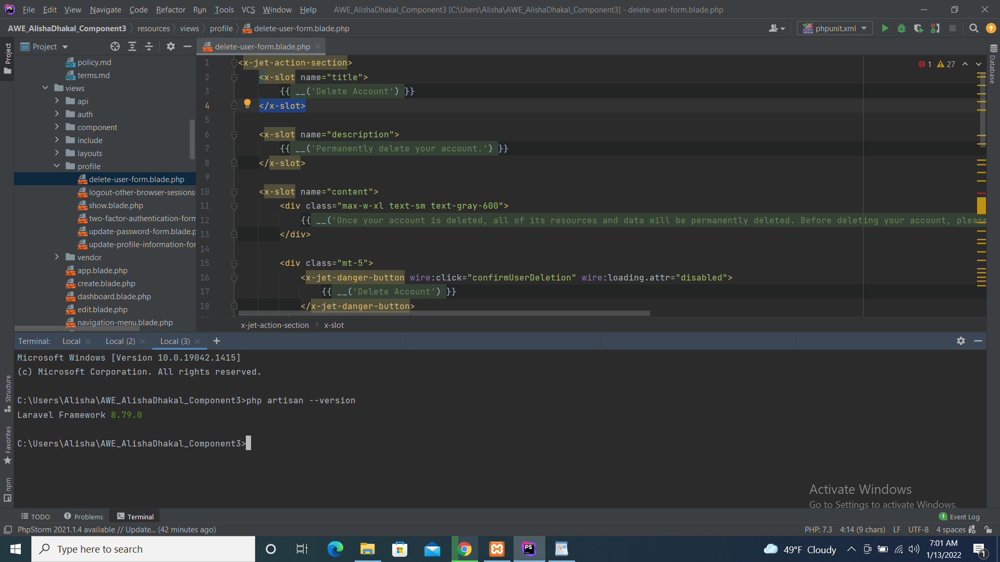 File Edit View Navigate Code Refactor Run Tools VCS Window Help AWE_AlishaDhakal_Component3 [C:\Users\Alisha\AWE_AlishaDhakal_Component3] - delete-user-form.blade.php
AWE_AlishaDhakal_Component3 resources views profile delete-user-form.blade.php phpunit.xml
Project
Project
policy.md
terms.md
views
api
auth
component
include
layouts
profile
delete-user-form.blade.php
logout-other-browser-sessions-
show.blade.php
two-factor-authentication-form
update-password-form.blade.p
update-profile-information-for
vendor
app.blade.php
create.blade.php
dashboard.blade.php
edit.blade.php
navigation-menu.blade.php
delete-user-form.blade.php
1 27
Database
1 <x-jet-action-section>
2 <x-slot name="title">
3 {{ __('Delete Account') }}
4 </x-slot>
5
6 <x-slot name="description">
7 {{ __('Permanently delete your account.') }}
8 </x-slot>
9
10 <x-slot name="content">
11 <div class="max-w-xl text-sm text-gray-600">
12 {{ __('Once your account is deleted, all of its resources and data will be permanently deleted. Before deleting your account, please
13 </div>
14
15 <div class="mt-5">
16 <x-jet-danger-button wire:click="confirmUserDeletion" wire:loading.attr="disabled">
17 {{ __('Delete Account') }}
18 </x-jet-danger-button>
x-jet-action-section x-slot
Terminal: Local Local (2) Local (3)
Microsoft Windows [Version 10.0.19042.1415]
(c) Microsoft Corporation. All rights reserved.
C:\Users\Alisha\AWE_AlishaDhakal_Component3>php artisan --version
Laravel Framework 8.79.0
C:\Users\Alisha\AWE_AlishaDhakal_Component3>
Structure
Favorites
npm
Activate Windows
Go to Settings to activate Windows.
TODO Problems Terminal 1 Event Log
PhpStorm 2021.1.4 available // Update... (42 minutes ago) PHP: 7.3 4:14 (9 chars) LF UTF-8 4 spaces
Type here to search 49°F Cloudy 7:01 AM
1/13/2022
1